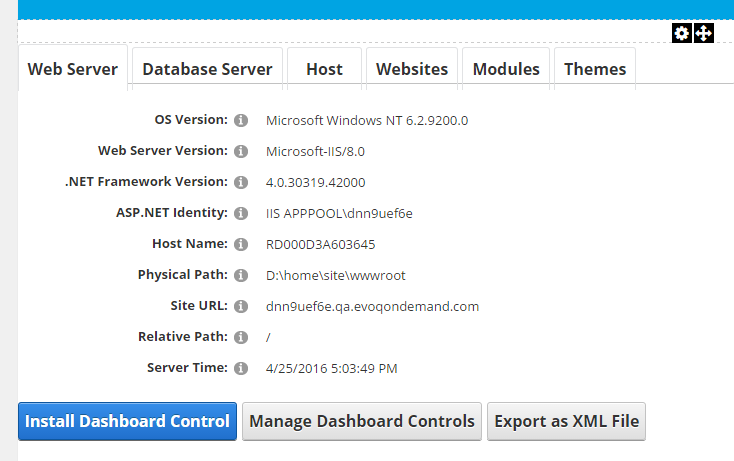 Web Server Database Server Host Websites Modules Themes
OS Version: Microsoft Windows NT 6.2.9200.0
Web Server Version: Microsoft-IIS/8.0
.NET Framework Version: 4.0.30319.42000
ASP.NET Identity: IIS APPPOOL\dnn9uef6e
Host Name: RD000D3A603645
Physical Path: D:\home\site\wwwroot
Site URL: dnn9uef6e.qa.evoqondemand.com
Relative Path: /
Server Time: 4/25/2016 5:03:49 PM
Install Dashboard Control Manage Dashboard Controls Export as XML File